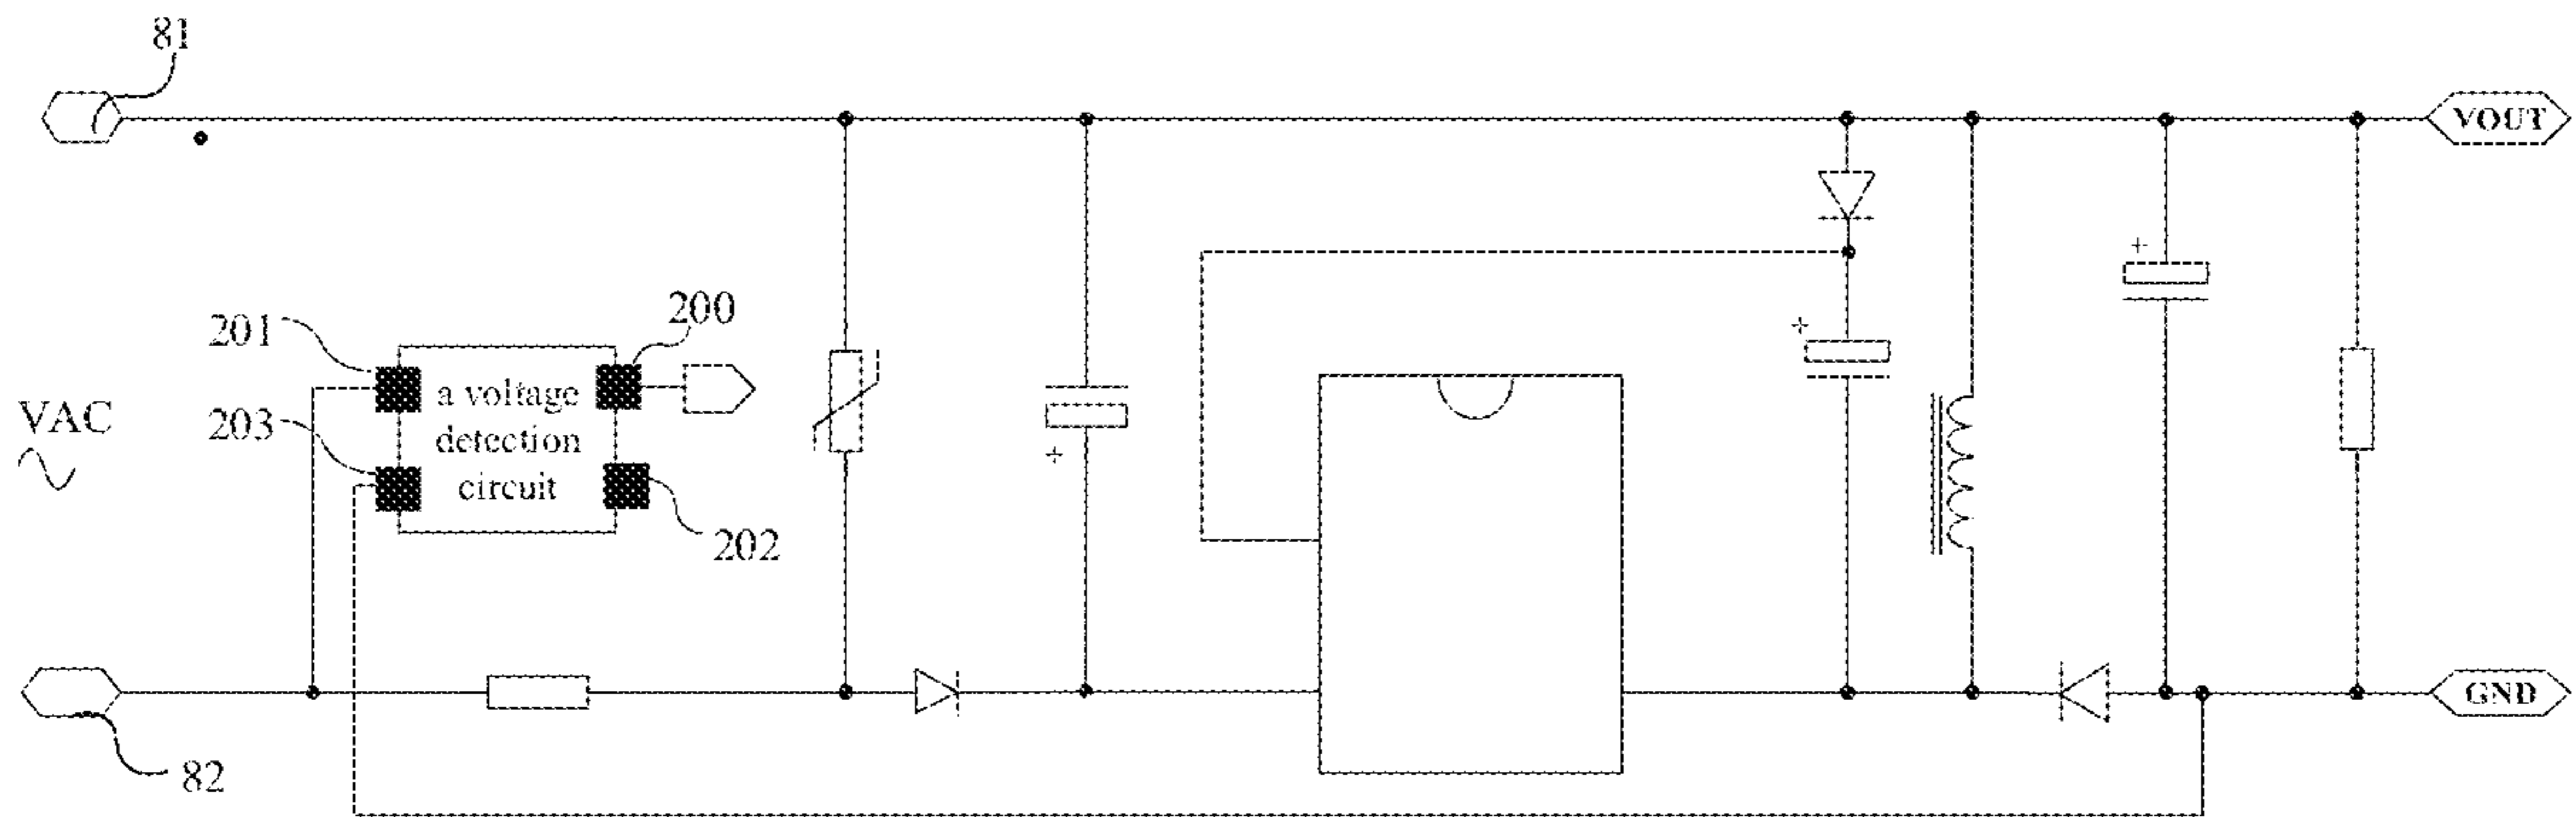 81
VOUT
201
200
a voltage
detection
circuit
VAC
203
202
+
+
+
GND
82